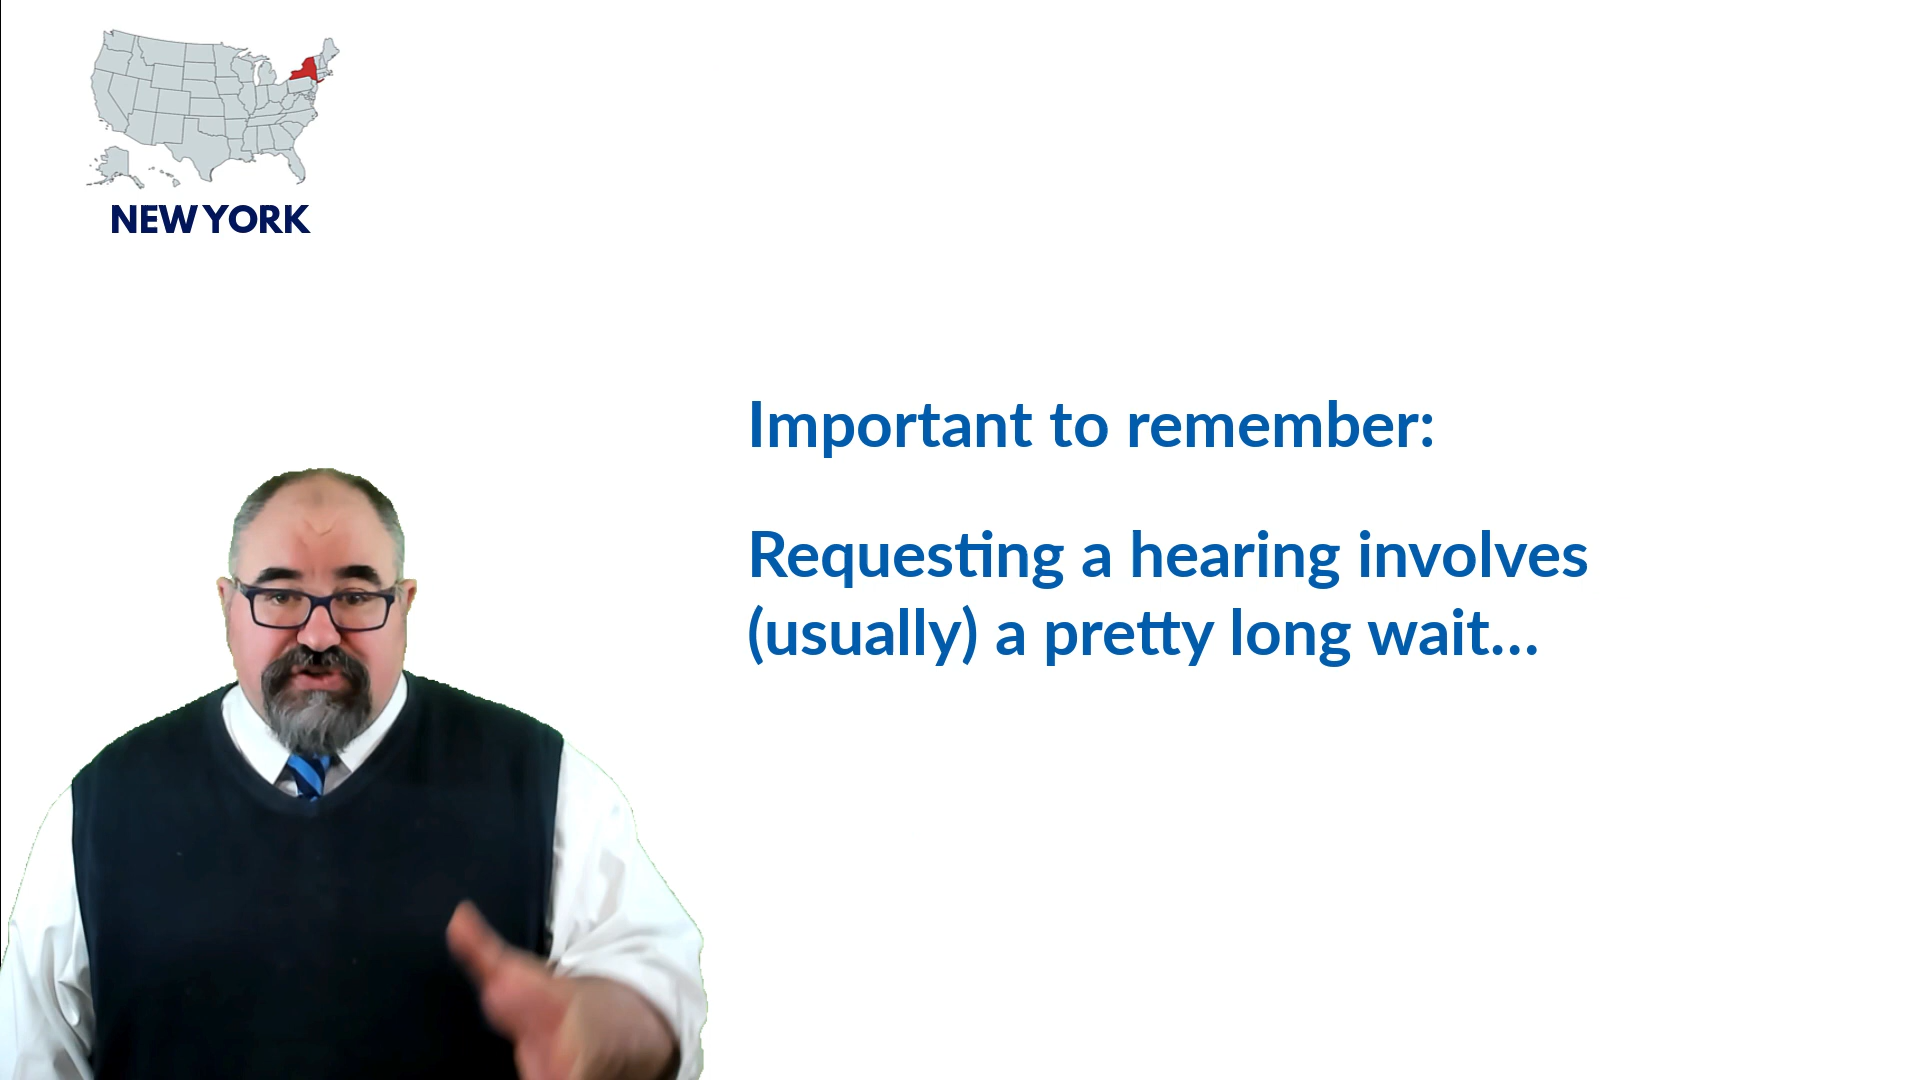 NEW YORK
Important to remember:
Requesting a hearing involves
(usually) a pretty long wait...